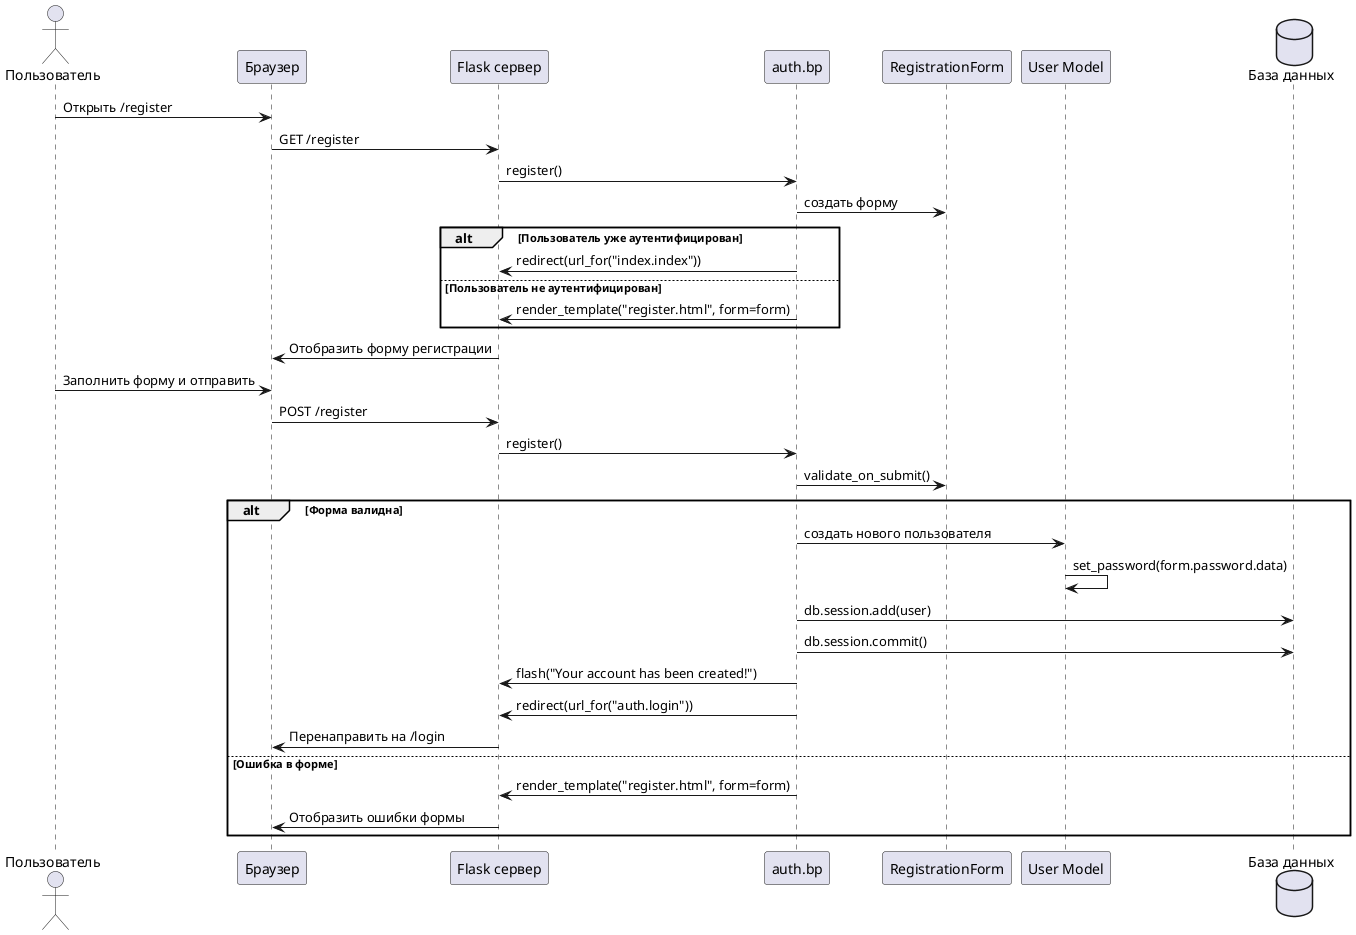 Пользователь
Браузер
Flask сервер
auth.bp
RegistrationForm
User Model
База данных
Открыть /register
GET /register
register()
создать форму
alt
[Пользователь уже аутентифицирован]
redirect(url_for("index.index"))
[Пользователь не аутентифицирован]
render_template("register.html", form=form)
Отобразить форму регистрации
Заполнить форму и отправить
POST /register
register()
validate_on_submit()
alt
[Форма валидна]
создать нового пользователя
set_password(form.password.data)
db.session.add(user)
db.session.commit()
flash("Your account has been created!")
redirect(url_for("auth.login"))
Перенаправить на /login
[Ошибка в форме]
render_template("register.html", form=form)
Отобразить ошибки формы
Пользователь
Браузер
Flask сервер
auth.bp
RegistrationForm
User Model
База данных